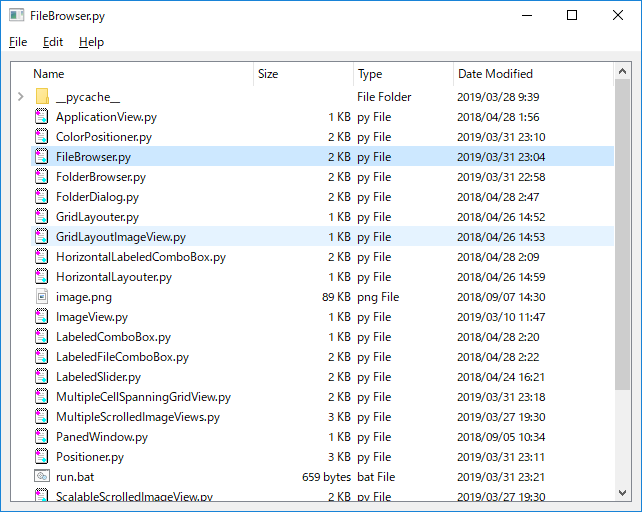 FileBrowser.py
File Edit Help
Name Size Type Date Modified
__pycache__ File Folder 2019/03/28 9:39
ApplicationView.py 1 KB py File 2018/04/28 1:56
ColorPositioner.py 2 KB py File 2019/03/31 23:10
FileBrowser.py 2 KB py File 2019/03/31 23:04
FolderBrowser.py 2 KB py File 2019/03/31 22:58
FolderDialog.py 2 KB py File 2018/04/28 2:47
GridLayouter.py 1 KB py File 2018/04/26 14:52
GridLayoutImageView.py 1 KB py File 2018/04/26 14:53
HorizontalLabeledComboBox.py 2 KB py File 2018/04/28 2:09
HorizontalLayouter.py 1 KB py File 2018/04/26 14:59
image.png 89 KB png File 2018/09/07 14:30
ImageView.py 1 KB py File 2019/03/10 11:47
LabeledComboBox.py 1 KB py File 2018/04/28 2:20
LabeledFileComboBox.py 2 KB py File 2018/04/28 2:22
LabeledSlider.py 2 KB py File 2018/04/24 16:21
MultipleCellSpanningGridView.py 2 KB py File 2019/03/31 23:18
MultipleScrolledImageViews.py 3 KB py File 2019/03/27 19:30
PanedWindow.py 1 KB py File 2018/09/05 10:34
Positioner.py 3 KB py File 2019/03/31 23:11
run.bat 659 bytes bat File 2019/03/31 23:21
ScalableScrolledImageView.py 2 KB py File 2019/03/27 19:30